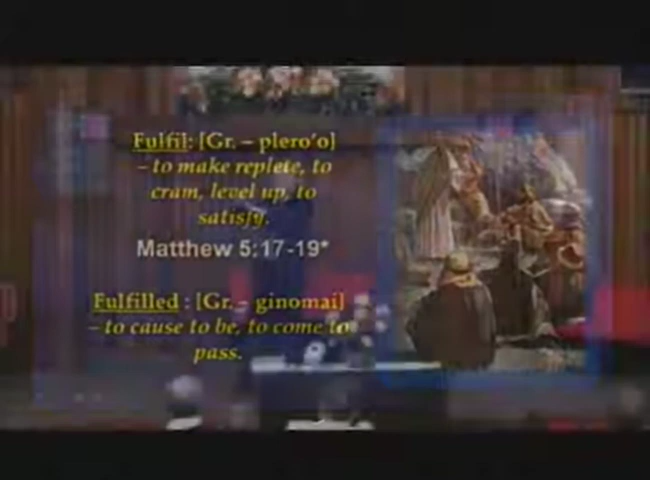 Fulfil: [Gr. – plero'o]
– to make replete, to
cram, level up, to
satisfy.
Matthew 5:17-19*
Fulfilled : [Gr. – ginomai]
– to cause to be, to come to
pass.